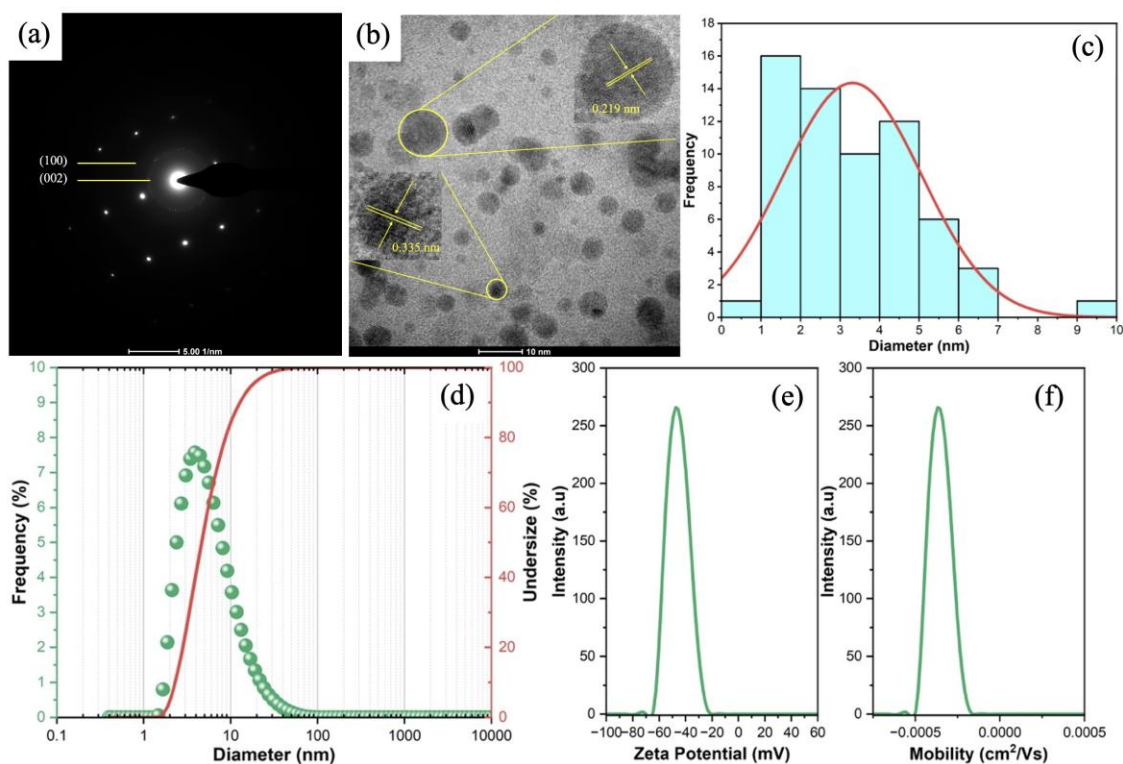 (a)
(100)
(002)
5.00 1/nm
(b)
0.219 nm
0.335 nm
10 nm
(c)
18
16
14
12
10
8
6
4
2
0
Frequency
0 1 2 3 4 5 6 7 8 9 10
Diameter (nm)
(d)
10
9
8
7
6
5
4
3
2
1
0
Frequency (%)
100
80
60
40
20
0
Undersize (%)
0.1 1 10 100 1000 10000
Diameter (nm)
(e)
300
250
200
150
100
50
0
Intensity (a.u)
−100 −80 −60 −40 −20 0 20 40 60
Zeta Potential (mV)
(f)
300
250
200
150
100
50
0
Intensity (a.u)
−0.0005 0.0000 0.0005
Mobility (cm²/Vs)